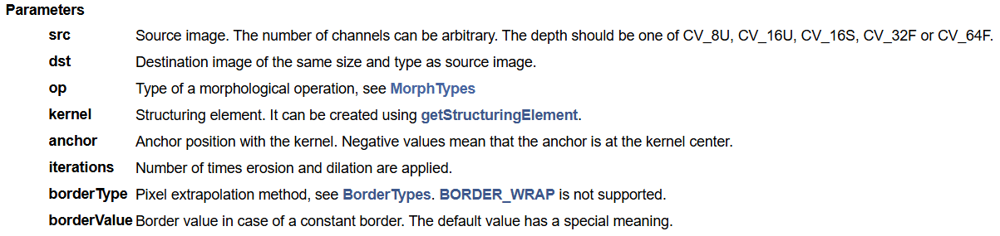 Parameters
src Source image. The number of channels can be arbitrary. The depth should be one of CV_8U, CV_16U, CV_16S, CV_32F or CV_64F.
dst Destination image of the same size and type as source image.
op Type of a morphological operation, see MorphTypes
kernel Structuring element. It can be created using getStructuringElement.
anchor Anchor position with the kernel. Negative values mean that the anchor is at the kernel center.
iterations Number of times erosion and dilation are applied.
borderType Pixel extrapolation method, see BorderTypes. BORDER_WRAP is not supported.
borderValue Border value in case of a constant border. The default value has a special meaning.